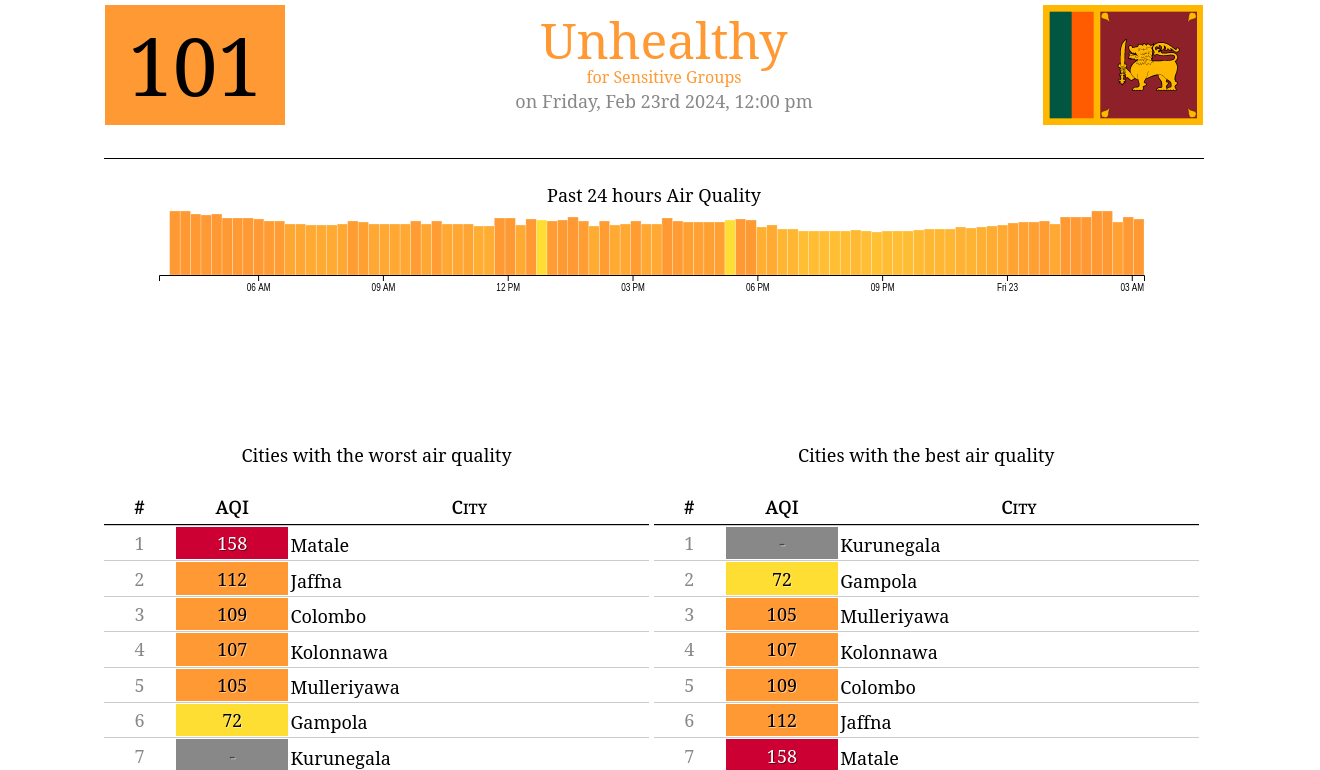 101
Unhealthy
for Sensitive Groups
on Friday, Feb 23rd 2024, 12:00 pm
Past 24 hours Air Quality
06 AM 09 AM 12 PM 03 PM 06 PM 09 PM Fri 23 03 AM
Cities with the worst air quality
# AQI City
1 158 Matale
2 112 Jaffna
3 109 Colombo
4 107 Kolonnawa
5 105 Mulleriyawa
6 72 Gampola
7 - Kurunegala
Cities with the best air quality
# AQI City
1 - Kurunegala
2 72 Gampola
3 105 Mulleriyawa
4 107 Kolonnawa
5 109 Colombo
6 112 Jaffna
7 158 Matale